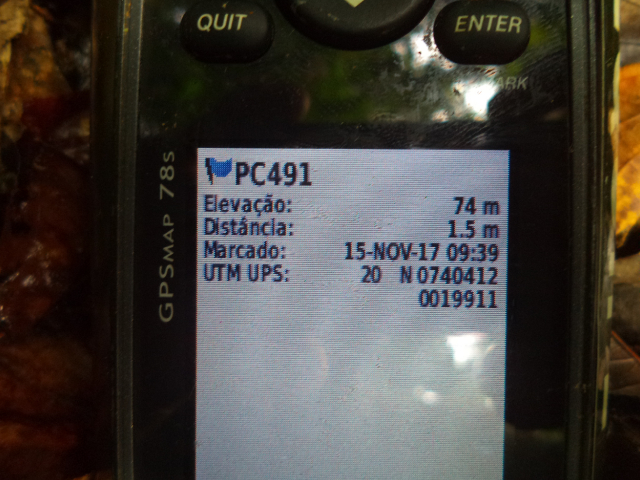 QUIT
ENTER
MARK
GPSMAP 78s
PC491
Elevação: 74 m
Distância: 1.5 m
Marcado: 15-NOV-17 09:39
UTM UPS: 20 N 0740412
0019911